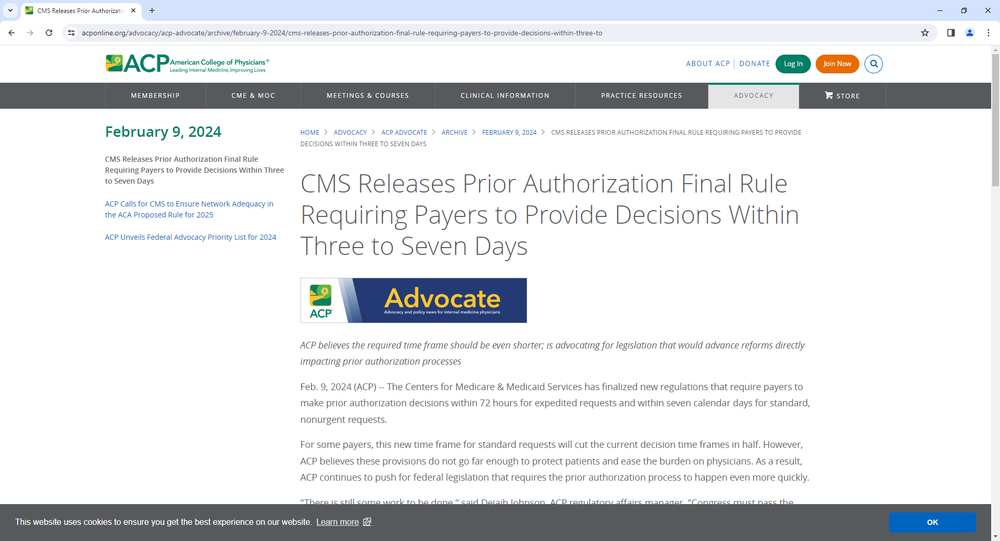 CMS Releases Prior Authorizatio
acponline.org/advocacy/acp-advocate/archive/february-9-2024/cms-releases-prior-authorization-final-rule-requiring-payers-to-provide-decisions-within-three-to
ACP American College of Physicians®
Leading Internal Medicine, Improving Lives
ABOUT ACP DONATE Log In Join Now
MEMBERSHIP CME & MOC MEETINGS & COURSES CLINICAL INFORMATION PRACTICE RESOURCES ADVOCACY STORE
February 9, 2024
CMS Releases Prior Authorization Final Rule
Requiring Payers to Provide Decisions Within Three
to Seven Days
ACP Calls for CMS to Ensure Network Adequacy in
the ACA Proposed Rule for 2025
ACP Unveils Federal Advocacy Priority List for 2024
HOME > ADVOCACY > ACP ADVOCATE > ARCHIVE > FEBRUARY 9, 2024 > CMS RELEASES PRIOR AUTHORIZATION FINAL RULE REQUIRING PAYERS TO PROVIDE
DECISIONS WITHIN THREE TO SEVEN DAYS
CMS Releases Prior Authorization Final Rule
Requiring Payers to Provide Decisions Within
Three to Seven Days
ACP
Advocate
Advocacy and policy news for internal medicine physicians
ACP believes the required time frame should be even shorter; is advocating for legislation that would advance reforms directly
impacting prior authorization processes
Feb. 9, 2024 (ACP) -- The Centers for Medicare & Medicaid Services has finalized new regulations that require payers to
make prior authorization decisions within 72 hours for expedited requests and within seven calendar days for standard,
nonurgent requests.
For some payers, this new time frame for standard requests will cut the current decision time frames in half. However,
ACP believes these provisions do not go far enough to protect patients and ease the burden on physicians. As a result,
ACP continues to push for federal legislation that requires the prior authorization process to happen even more quickly.
"There is still some work to be done," said Dejaih Johnson, ACP regulatory affairs manager. "Congress must pass the
This website uses cookies to ensure you get the best experience on our website. Learn more
OK